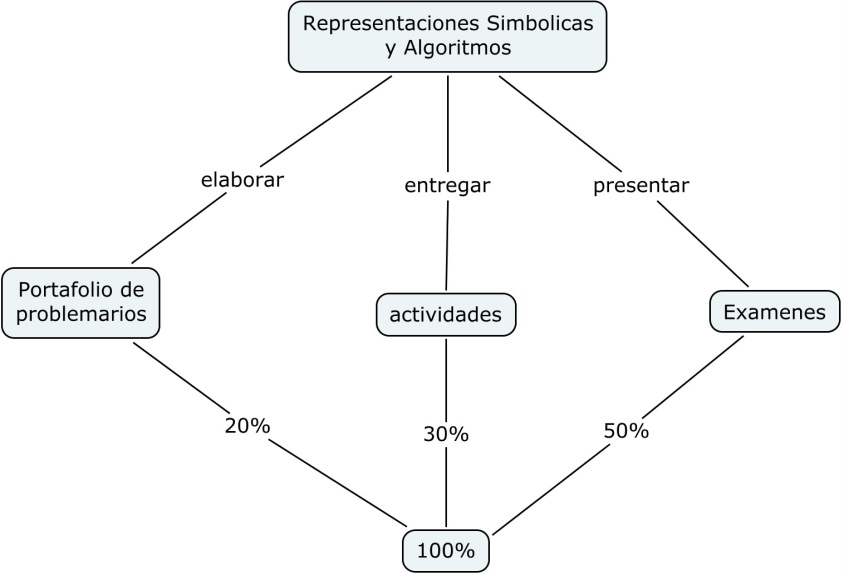 Representaciones Simbolicas
y Algoritmos
elaborar
entregar
presentar
Portafolio de
problemarios
actividades
Examenes
20%
30%
50%
100%